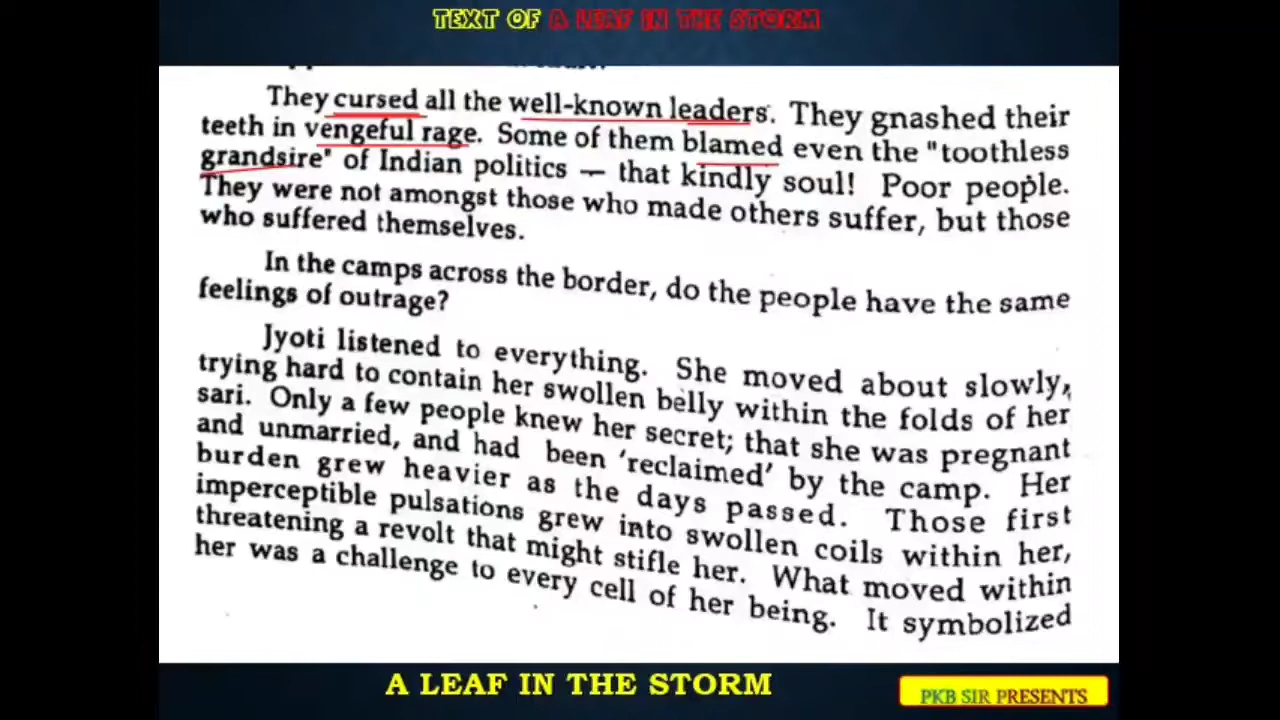 TEXT OF A LEAF IN THE STORM
They cursed all the well-known leaders. They gnashed their
teeth in vengeful rage. Some of them blamed even the "toothless
grandsire" of Indian politics — that kindly soul! Poor people.
They were not amongst those who made others suffer, but those
who suffered themselves.
In the camps across the border, do the people have the same
feelings of outrage?
Jyoti listened to everything. She moved about slowly,
trying hard to contain her swollen belly within the folds of her
sari. Only a few people knew her secret; that she was pregnant
and unmarried, and had been 'reclaimed' by the camp. Her
burden grew heavier as the days passed. Those first
imperceptible pulsations grew into swollen coils within her,
threatening a revolt that might stifle her. What moved within
her was a challenge to every cell of her being. It symbolized
A LEAF IN THE STORM
PKB SIR PRESENTS